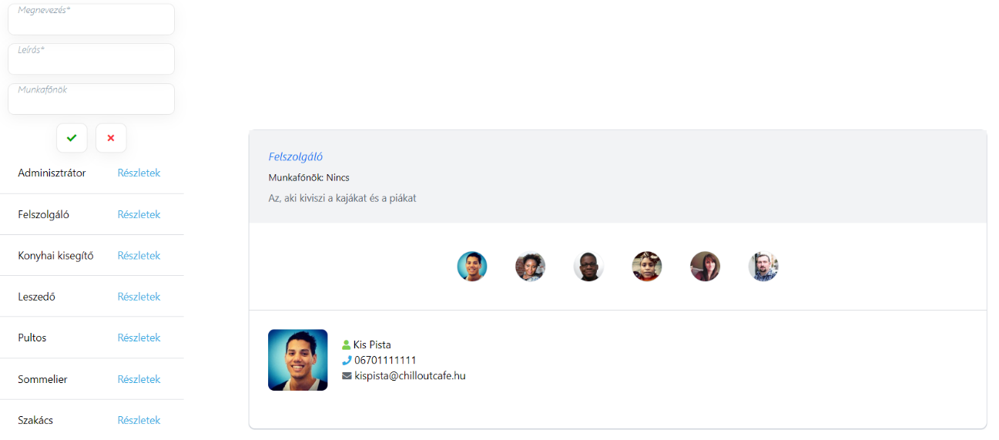 Megnevezés*
Leírás*
Munkafőnök
Adminisztrátor Részletek
Felszolgáló Részletek
Konyhai kisegítő Részletek
Leszedő Részletek
Pultos Részletek
Sommelier Részletek
Szakács Részletek
Felszolgáló
Munkafőnök: Nincs
Az, aki kiviszi a kajákat és a piákat
Kis Pista
06701111111
kispista@chilloutcafe.hu